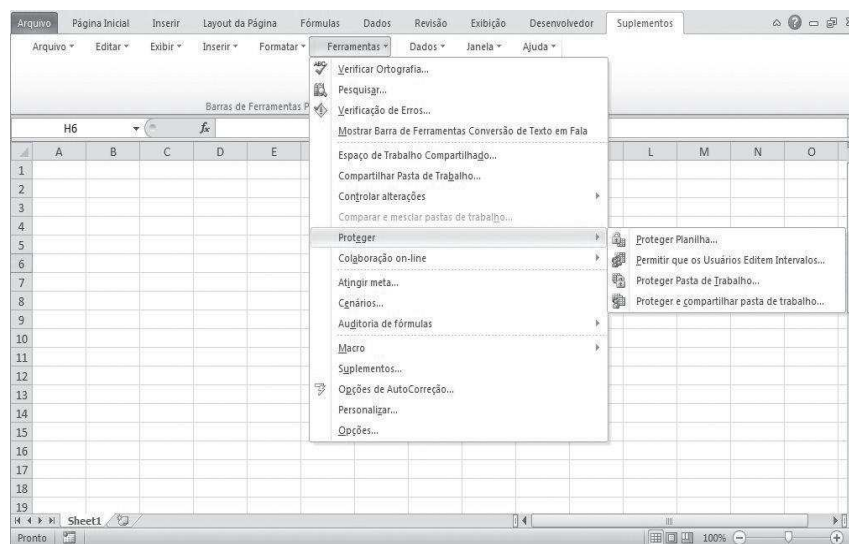 Arquivo Página Inicial Inserir Layout da Página Fórmulas Dados Revisão Exibição Desenvolvedor Suplementos
Arquivo Editar Exibir Inserir Formatar Ferramentas Dados Janela Ajuda
Barras de Ferramentas P
H6 fx
A B C D E L M N O
1
2
3
4
5
6
7
8
9
10
11
12
13
14
15
16
17
18
19
ABC
Verificar Ortografia...
Pesquisar...
Verificação de Erros...
Mostrar Barra de Ferramentas Conversão de Texto em Fala
Espaço de Trabalho Compartilhado...
Compartilhar Pasta de Trabalho...
Controlar alterações
Comparar e mesclar pastas de trabalho...
Proteger
Colaboração on-line
Atingir meta...
Cenários...
Auditoria de fórmulas
Macro
Suplementos...
Opções de AutoCorreção...
Personalizar...
Opções...
Proteger Planilha...
Permitir que os Usuários Editem Intervalos...
Proteger Pasta de Trabalho...
Proteger e compartilhar pasta de trabalho...
Sheet1
Pronto 100%